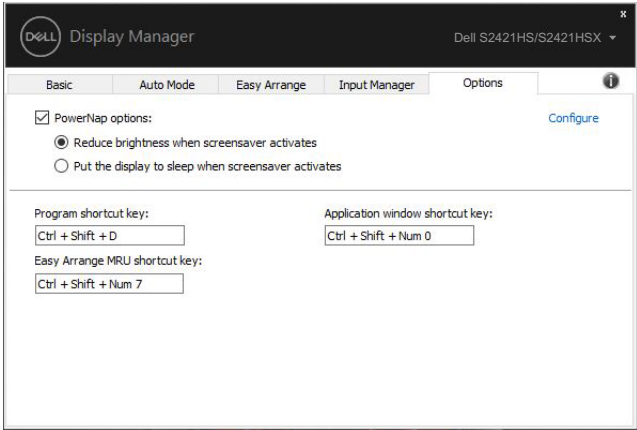 x
DELL Display Manager Dell S2421HS/S2421HSX
Basic Auto Mode Easy Arrange Input Manager Options i
PowerNap options: Configure
Reduce brightness when screensaver activates
Put the display to sleep when screensaver activates
Program shortcut key: Application window shortcut key:
Ctrl + Shift + D Ctrl + Shift + Num 0
Easy Arrange MRU shortcut key:
Ctrl + Shift + Num 7